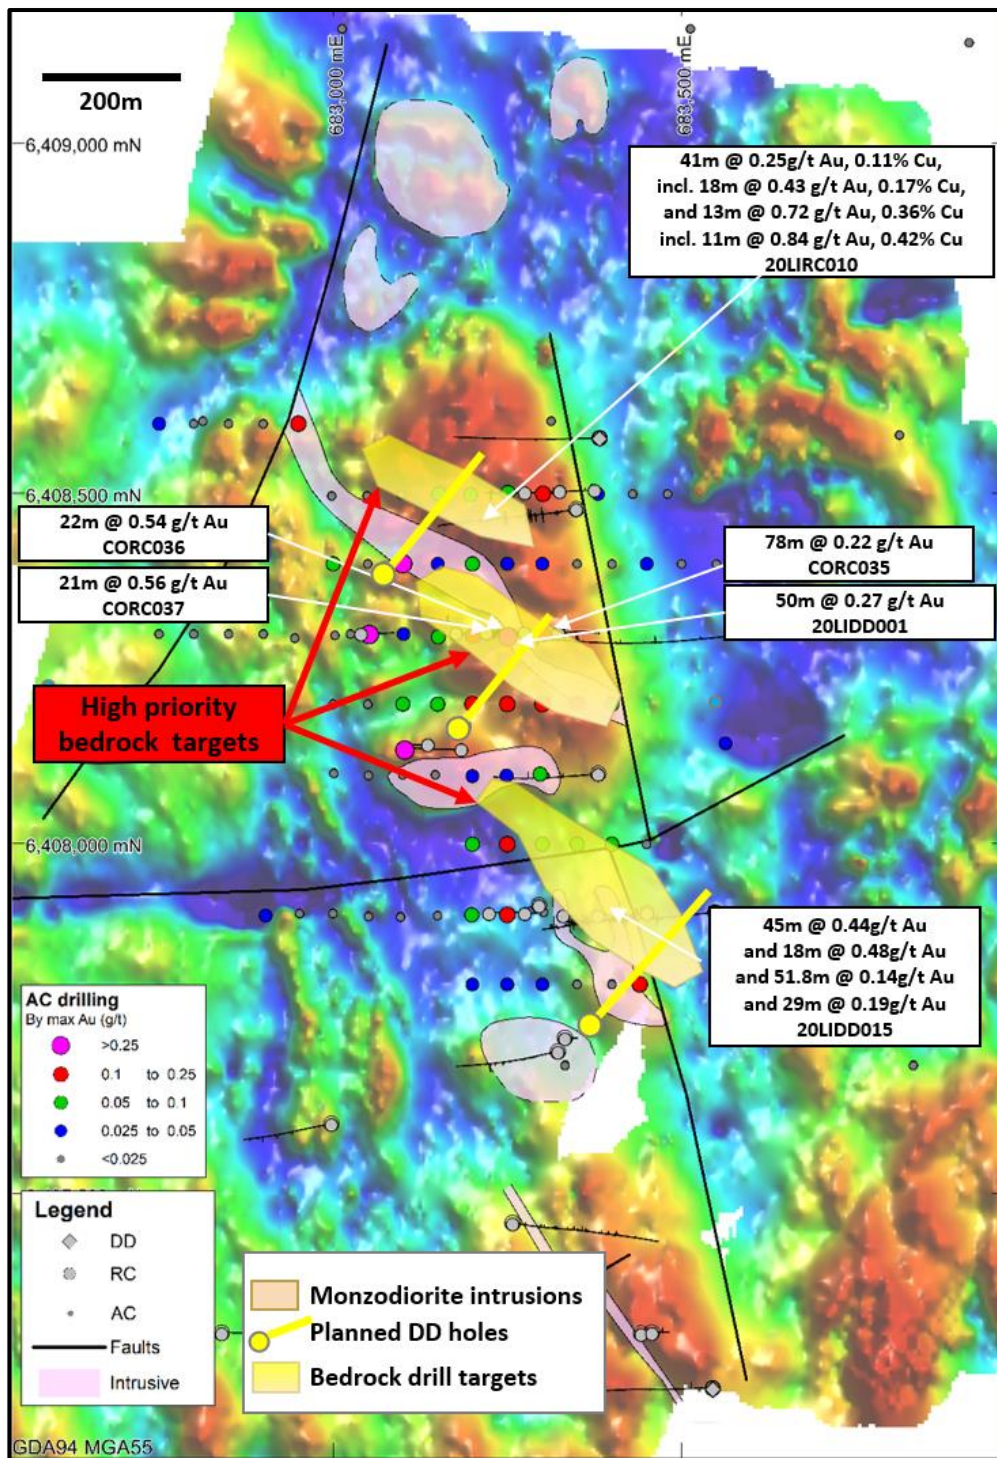 200m
683,000 mE
683,500 mE
6,409,000 mN
41m @ 0.25g/t Au, 0.11% Cu,
incl. 18m @ 0.43 g/t Au, 0.17% Cu,
and 13m @ 0.72 g/t Au, 0.36% Cu
incl. 11m @ 0.84 g/t Au, 0.42% Cu
20LIRC010
6,408,500 mN
22m @ 0.54 g/t Au
CORC036
21m @ 0.56 g/t Au
CORC037
78m @ 0.22 g/t Au
CORC035
50m @ 0.27 g/t Au
20LIDD001
High priority
bedrock targets
6,408,000 mN
45m @ 0.44g/t Au
and 18m @ 0.48g/t Au
and 51.8m @ 0.14g/t Au
and 29m @ 0.19g/t Au
20LIDD015
AC drilling
By max Au (g/t)
>0.25
0.1 to 0.25
0.05 to 0.1
0.025 to 0.05
<0.025
Legend
DD
RC
AC
Faults
Intrusive
Monzodiorite intrusions
Planned DD holes
Bedrock drill targets
GDA94 MGA55